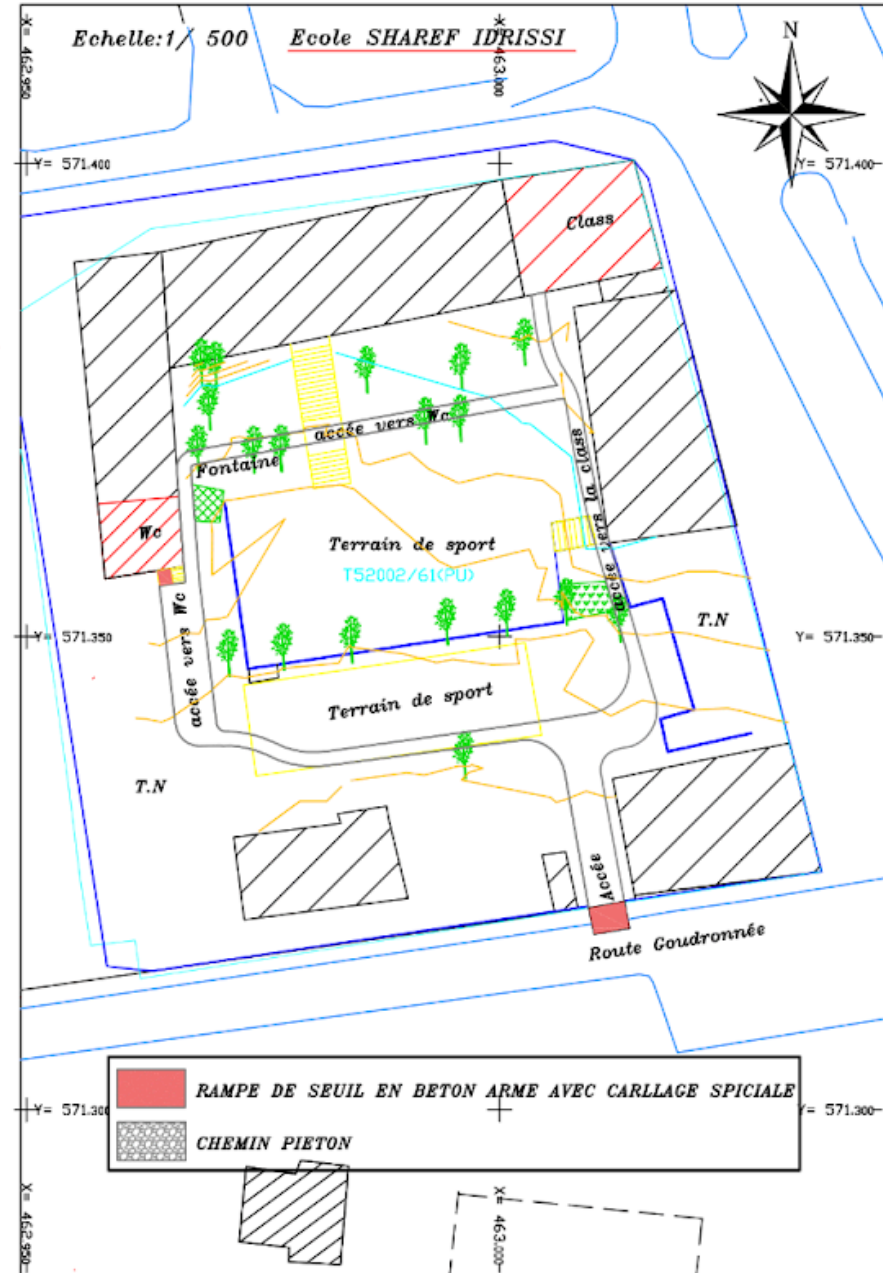 Echelle:1/ 500 Ecole SHAREF IDRISSI
X= 462.950
X= 463.000
N
Y= 571.400
Y= 571.400
Class
accée vers Wc
Fontaine
accée vers la class
Wc
Terrain de sport
T52002/61(PU)
T.N
Y= 571.350
Y= 571.350
accée vers Wc
Terrain de sport
T.N
Accée
Route Goudronnée
RAMPE DE SEUIL EN BETON ARME AVEC CARLLAGE SPICIALE
Y= 571.300
Y= 571.300
CHEMIN PIETON
X= 462.950
X= 463.000